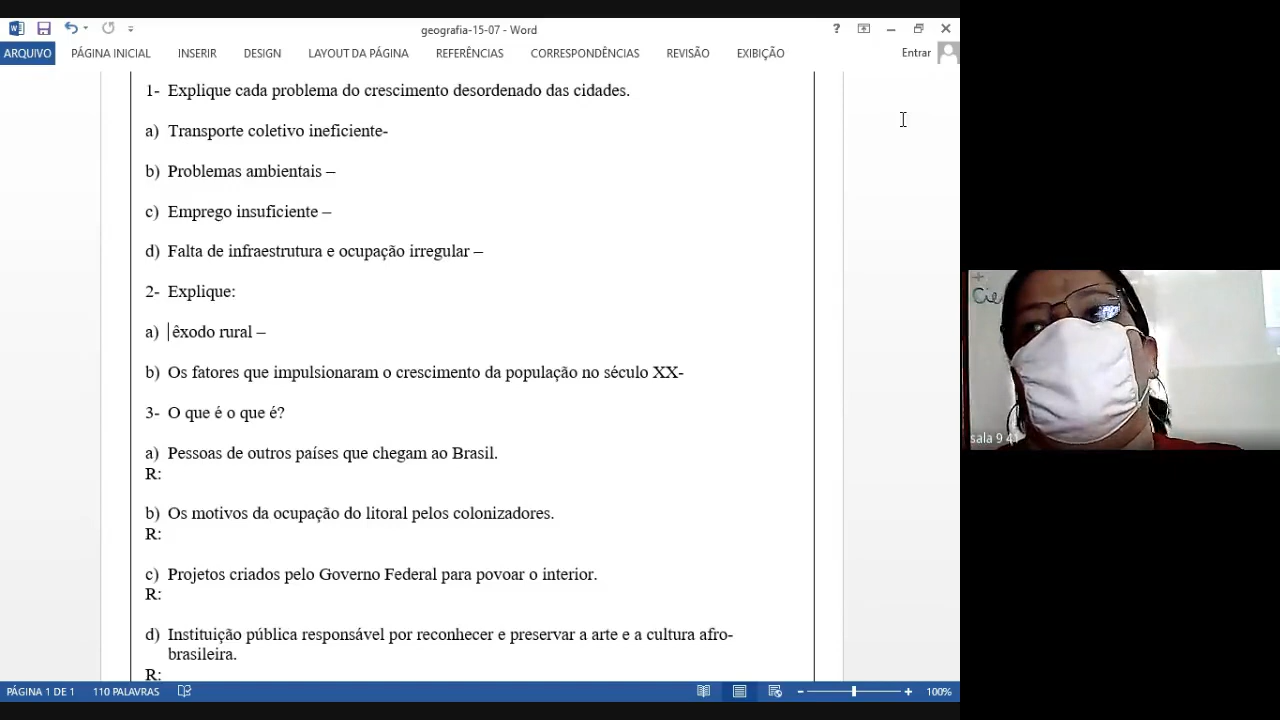 geografia-15-07 - Word
ARQUIVO PÁGINA INICIAL INSERIR DESIGN LAYOUT DA PÁGINA REFERÊNCIAS CORRESPONDÊNCIAS REVISÃO EXIBIÇÃO Entrar
1- Explique cada problema do crescimento desordenado das cidades.
a) Transporte coletivo ineficiente-
b) Problemas ambientais –
c) Emprego insuficiente –
d) Falta de infraestrutura e ocupação irregular –
2- Explique:
a) êxodo rural –
b) Os fatores que impulsionaram o crescimento da população no século XX-
3- O que é o que é?
a) Pessoas de outros países que chegam ao Brasil.
R:
b) Os motivos da ocupação do litoral pelos colonizadores.
R:
c) Projetos criados pelo Governo Federal para povoar o interior.
R:
d) Instituição pública responsável por reconhecer e preservar a arte e a cultura afro-
brasileira.
R:
PÁGINA 1 DE 1 110 PALAVRAS 100%
Cie
sala 9 41